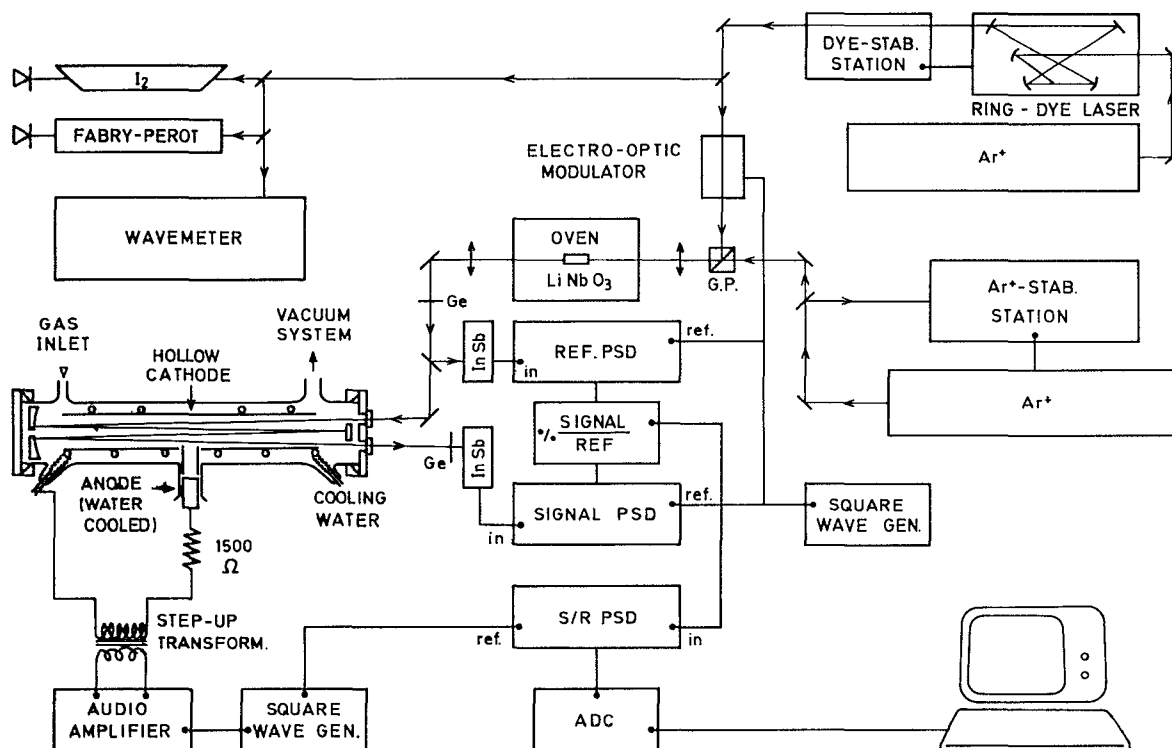 DYE-STAB.
STATION
RING - DYE LASER
I2
FABRY-PEROT
Ar+
ELECTRO-OPTIC
MODULATOR
WAVEMETER
OVEN
LiNbO3
G.P.
Ar+-STAB.
STATION
Ge
GAS
INLET
VACUUM
SYSTEM
HOLLOW
CATHODE
InSb
in
REF. PSD
ref.
Ar+
·/· SIGNAL
REF
Ge
InSb
ANODE
(WATER
COOLED)
COOLING
WATER
in
SIGNAL PSD
ref.
SQUARE
WAVE GEN.
1500
Ω
STEP-UP
TRANSFORM.
ref.
S/R PSD
in
AUDIO
AMPLIFIER
SQUARE
WAVE GEN.
ADC